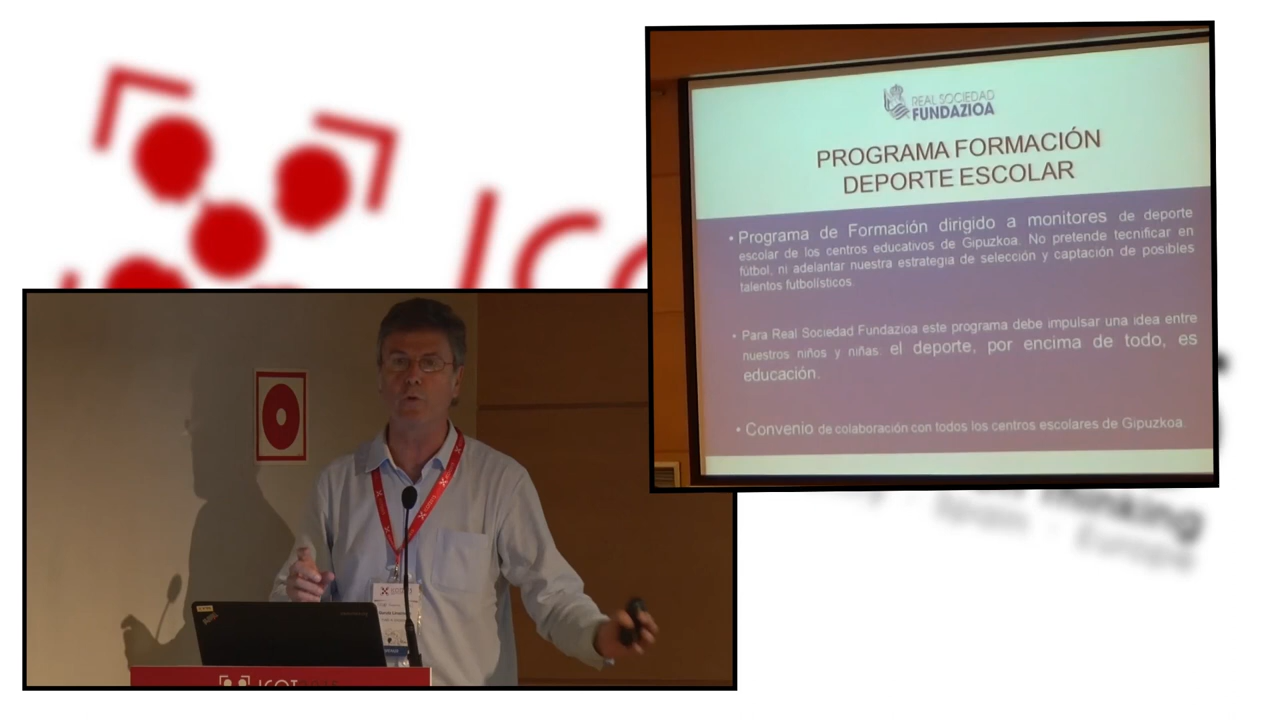 REAL SOCIEDAD
FUNDAZIOA
PROGRAMA FORMACIÓN
DEPORTE ESCOLAR
• Programa de Formación dirigido a monitores de deporte
escolar de los centros educativos de Gipuzkoa. No pretende tecnificar en
fútbol, ni adelantar nuestra estrategia de selección y captación de posibles
talentos futbolísticos.
• Para Real Sociedad Fundazioa este programa debe impulsar una idea entre
nuestros niños y niñas: el deporte, por encima de todo, es
educación.
• Convenio de colaboración con todos los centros escolares de Gipuzkoa.
Spain - Europe
ICOT